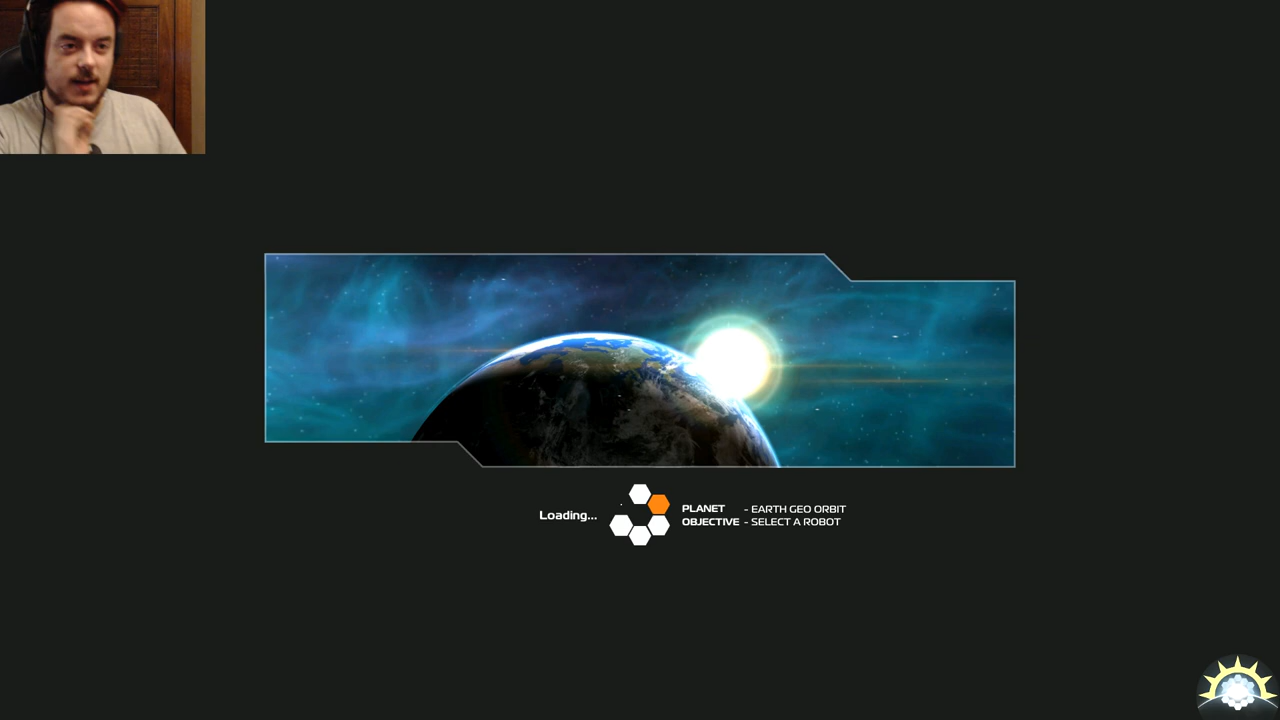 Loading...
PLANET - EARTH GEO ORBIT
OBJECTIVE - SELECT A ROBOT